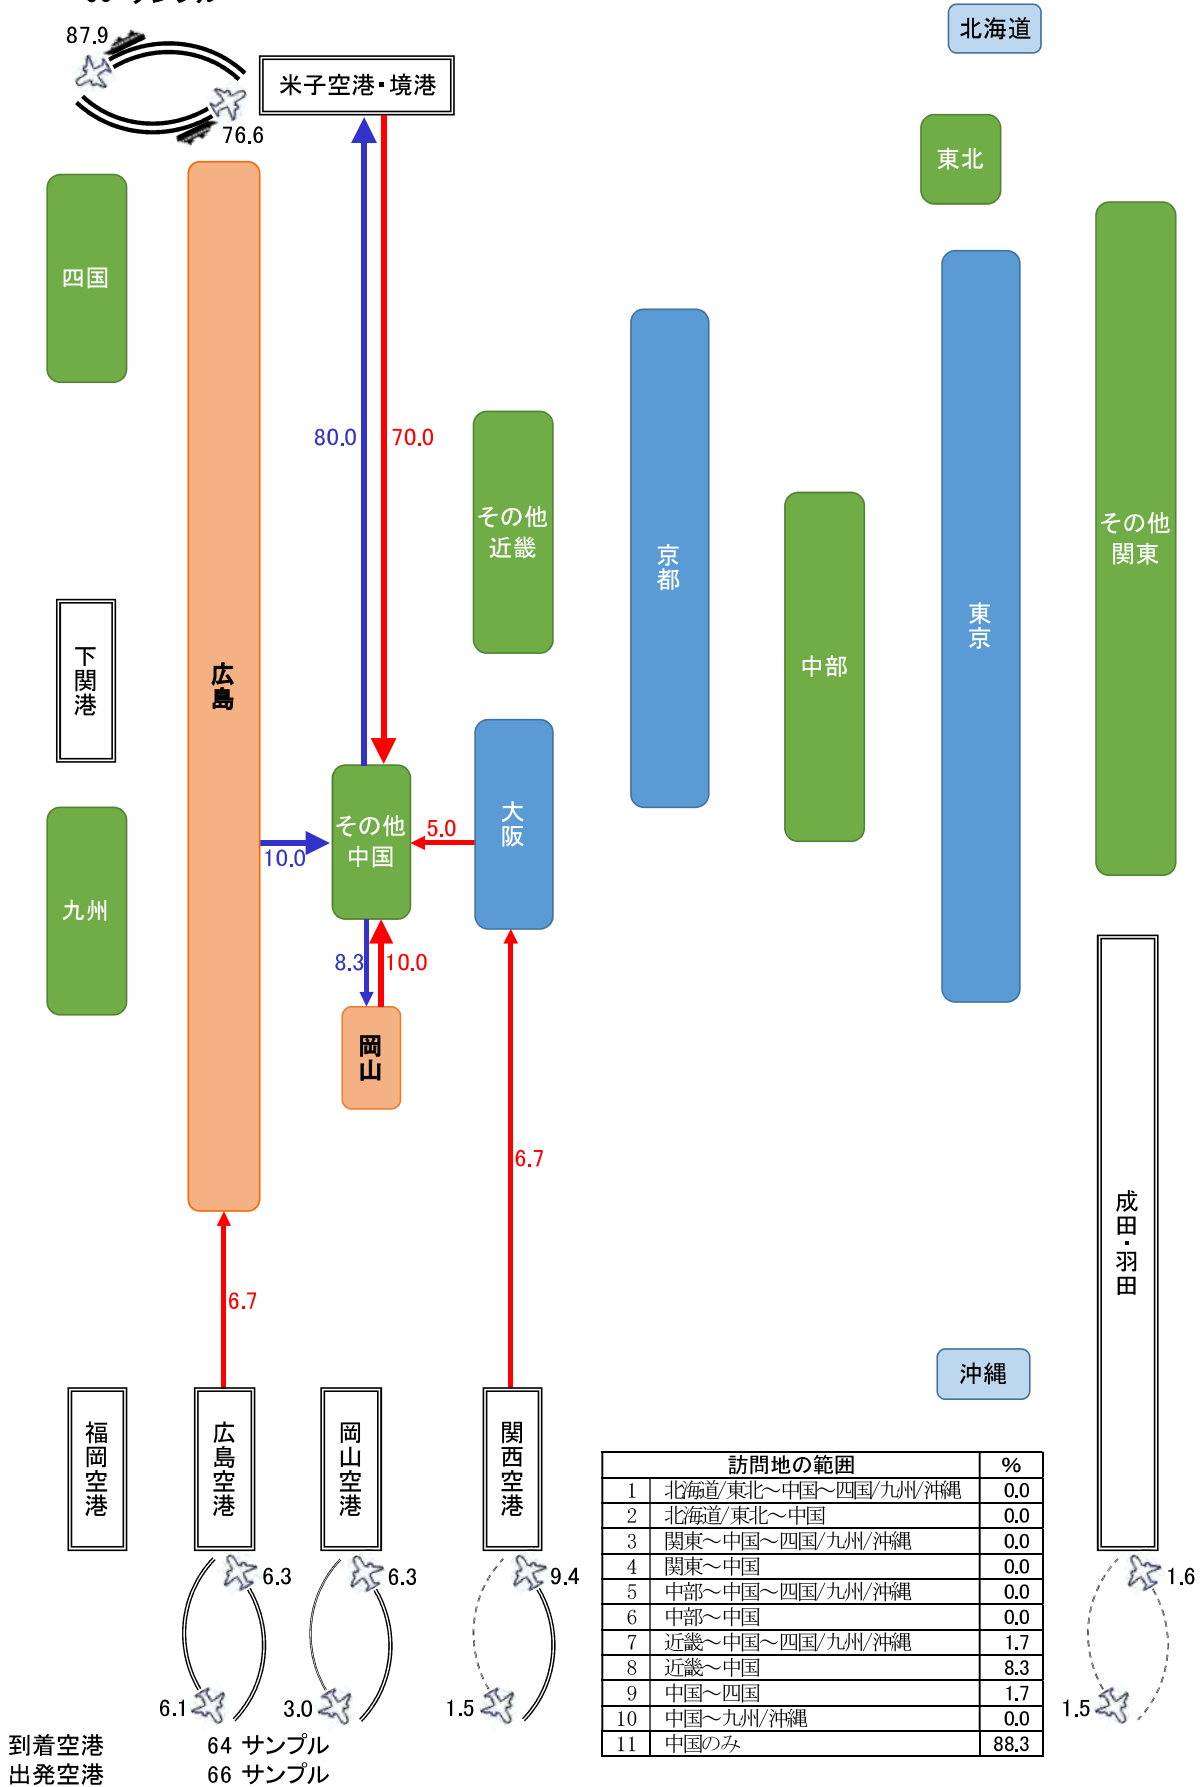 北海道
87.9
米子空港・境港
76.6
東北
四国
80.0
70.0
その他
近畿
京都
その他
関東
東京
中部
下関港
広島
大阪
その他
中国
5.0
10.0
九州
8.3
10.0
岡山
6.7
成田・羽田
6.7
沖縄
福岡空港
広島空港
岡山空港
関西空港
訪問地の範囲 %
1 北海道/東北～中国～四国/九州/沖縄 0.0
2 北海道/東北～中国 0.0
3 関東～中国～四国/九州/沖縄 0.0
4 関東～中国 0.0
5 中部～中国～四国/九州/沖縄 0.0
6 中部～中国 0.0
7 近畿～中国～四国/九州/沖縄 1.7
8 近畿～中国 8.3
9 中国～四国 1.7
10 中国～九州/沖縄 0.0
11 中国のみ 88.3
6.3
6.3
9.4
1.6
6.1
3.0
1.5
1.5
到着空港 64 サンプル
出発空港 66 サンプル